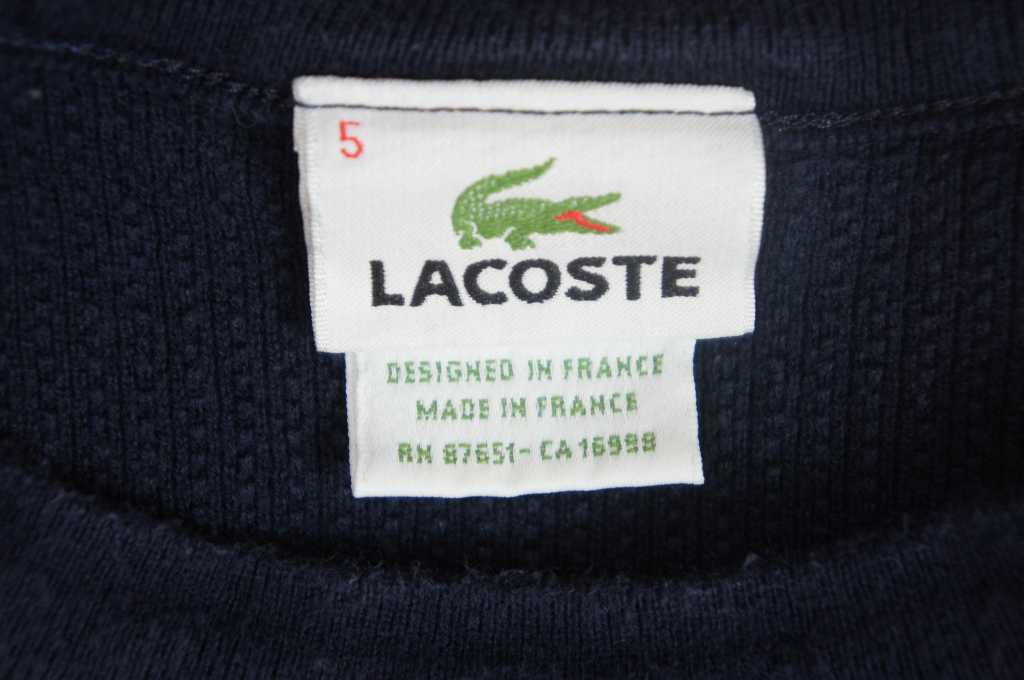 5
LACOSTE
DESIGNED IN FRANCE
MADE IN FRANCE
RN 87651- CA 16998